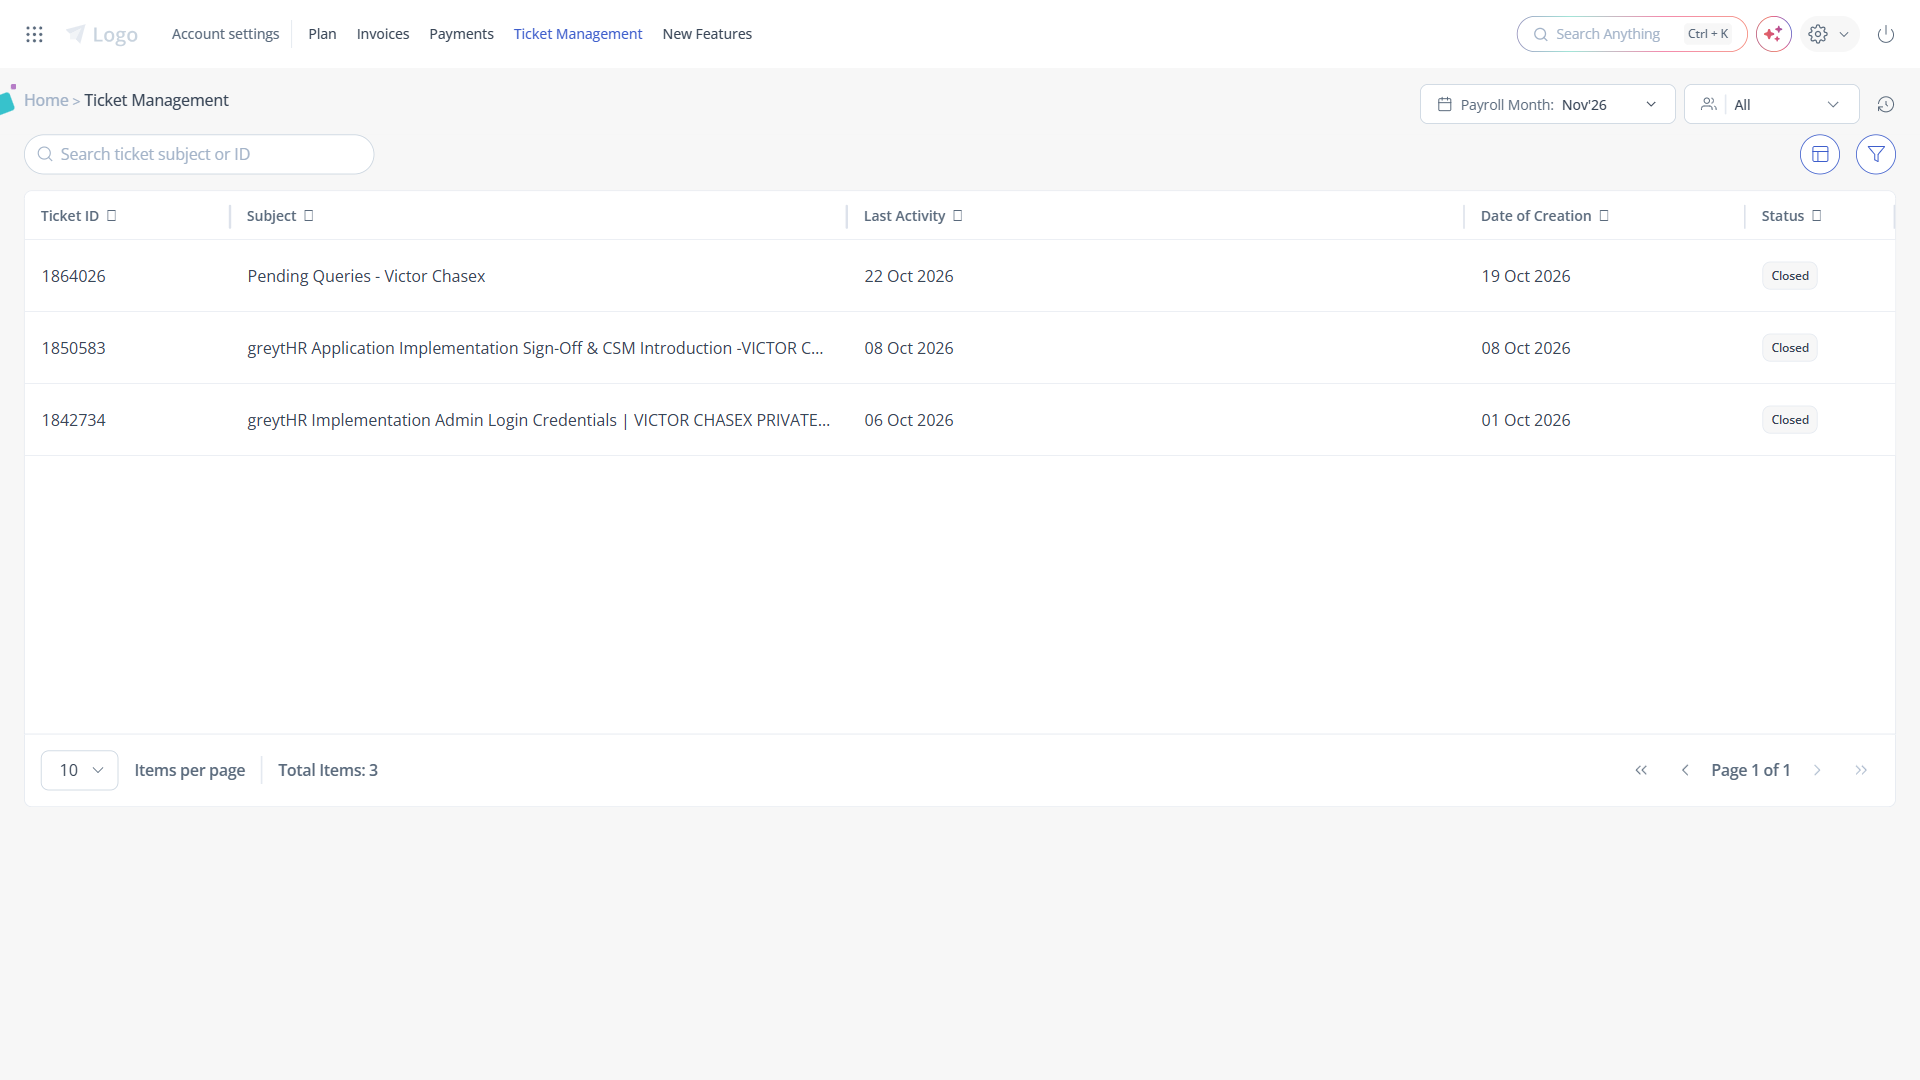 Logo
Account settings
Plan
Invoices
Payments
Ticket Management
New Features
Search Anything
Ctrl + K
Home > Ticket Management
Payroll Month: Nov'26
All
Search ticket subject or ID
Ticket ID
Subject
Last Activity
Date of Creation
Status
1864026
Pending Queries - Victor Chasex
22 Oct 2026
19 Oct 2026
Closed
1850583
greytHR Application Implementation Sign-Off & CSM Introduction -VICTOR C...
08 Oct 2026
08 Oct 2026
Closed
1842734
greytHR Implementation Admin Login Credentials | VICTOR CHASEX PRIVATE...
06 Oct 2026
01 Oct 2026
Closed
10
Items per page
Total Items: 3
Page 1 of 1